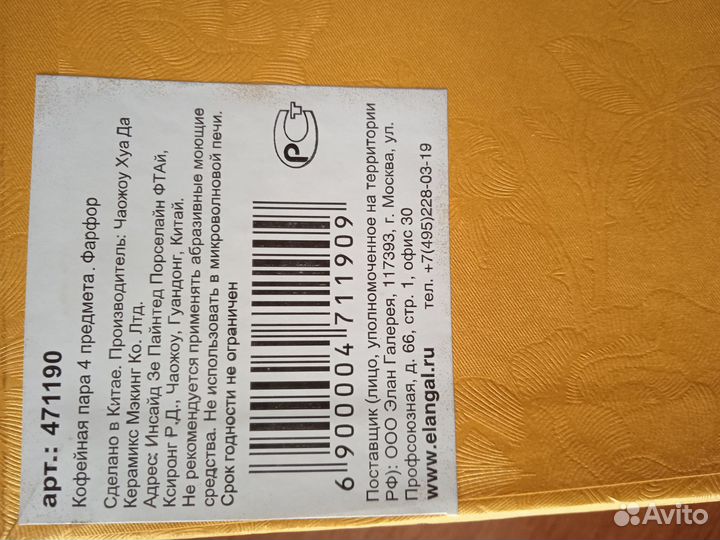 арт.: 471190
Кофейная пара 4 предмета. Фарфор
Сделано в Китае. Производитель: Чаожоу Хуа Да
Керамикс Мэкинг Ко. Лтд.
Адрес: Инсайд Зе Пайнтед Порселайн ФТАй,
Ксиронг Р.Д., Чаожоу, Гуандонг, Китай.
Не рекомендуется применять абразивные моющие
средства. Не использовать в микроволновой печи.
Срок годности не ограничен
РСТ
6 900004 711909
Поставщик (лицо, уполномоченное на территории
РФ): ООО Элан Галерея, 117393, г. Москва, ул.
Профсоюзная, д. 66, стр. 1, офис 30
www.elangal.ru тел. +7(495)228-03-19
Avito